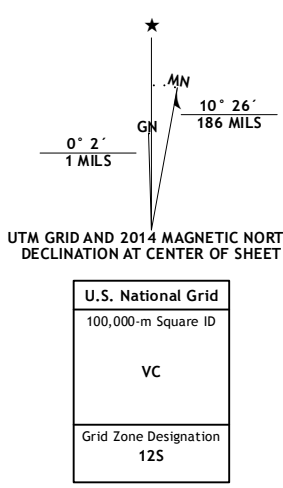 ★
MN
GN
10° 26´
186 MILS
0° 2´
1 MILS
UTM GRID AND 2014 MAGNETIC NORT
DECLINATION AT CENTER OF SHEET
U.S. National Grid
100,000-m Square ID
VC
Grid Zone Designation
12S